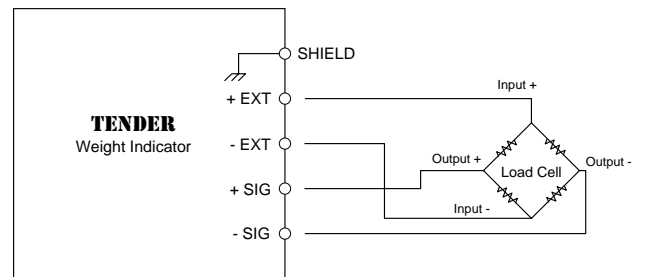 SHIELD
Input +
+ EXT
TENDER
Weight Indicator
- EXT
Output +
Load Cell
Output -
+ SIG
Input -
- SIG